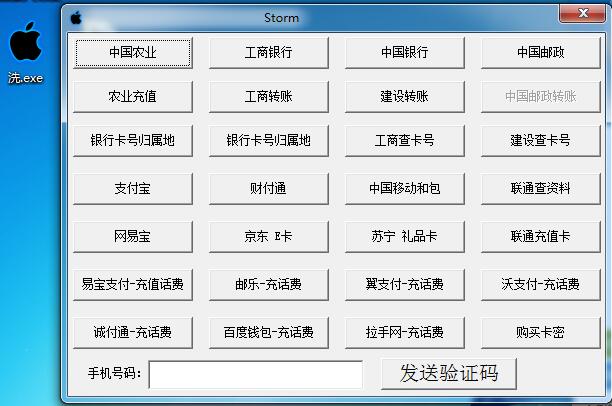 Storm
洗.exe
中国农业 工商银行 中国银行 中国邮政
农业充值 工商转账 建设转账 中国邮政转账
银行卡号归属地 银行卡号归属地 工商查卡号 建设查卡号
支付宝 财付通 中国移动和包 联通查资料
网易宝 京东 E卡 苏宁 礼品卡 联通充值卡
易宝支付-充值话费 邮乐-充话费 翼支付-充话费 沃支付-充话费
诚付通-充话费 百度钱包-充话费 拉手网-充话费 购买卡密
手机号码: 发送验证码